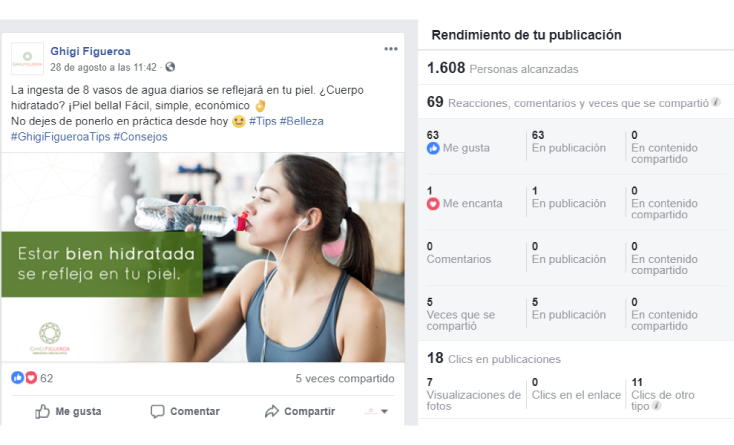 Ghigi Figueroa
28 de agosto a las 11:42 ·
La ingesta de 8 vasos de agua diarios se reflejará en tu piel. ¿Cuerpo
hidratado? ¡Piel bella! Fácil, simple, económico 👌
No dejes de ponerlo en práctica desde hoy 😉 #Tips #Belleza
#GhigiFigueroaTips #Consejos
Estar bien hidratada
se refleja en tu piel.
GHIGIFIGUEROA
62
5 veces compartido
Me gusta
Comentar
Compartir
Rendimiento de tu publicación
1.608 Personas alcanzadas
69 Reacciones, comentarios y veces que se compartió
63
Me gusta
63
En publicación
0
En contenido
compartido
1
Me encanta
1
En publicación
0
En contenido
compartido
0
Comentarios
0
En publicación
0
En contenido
compartido
5
Veces que se
compartió
5
En publicación
0
En contenido
compartido
18 Clics en publicaciones
7
Visualizaciones de
fotos
0
Clics en el enlace
11
Clics de otro
tipo